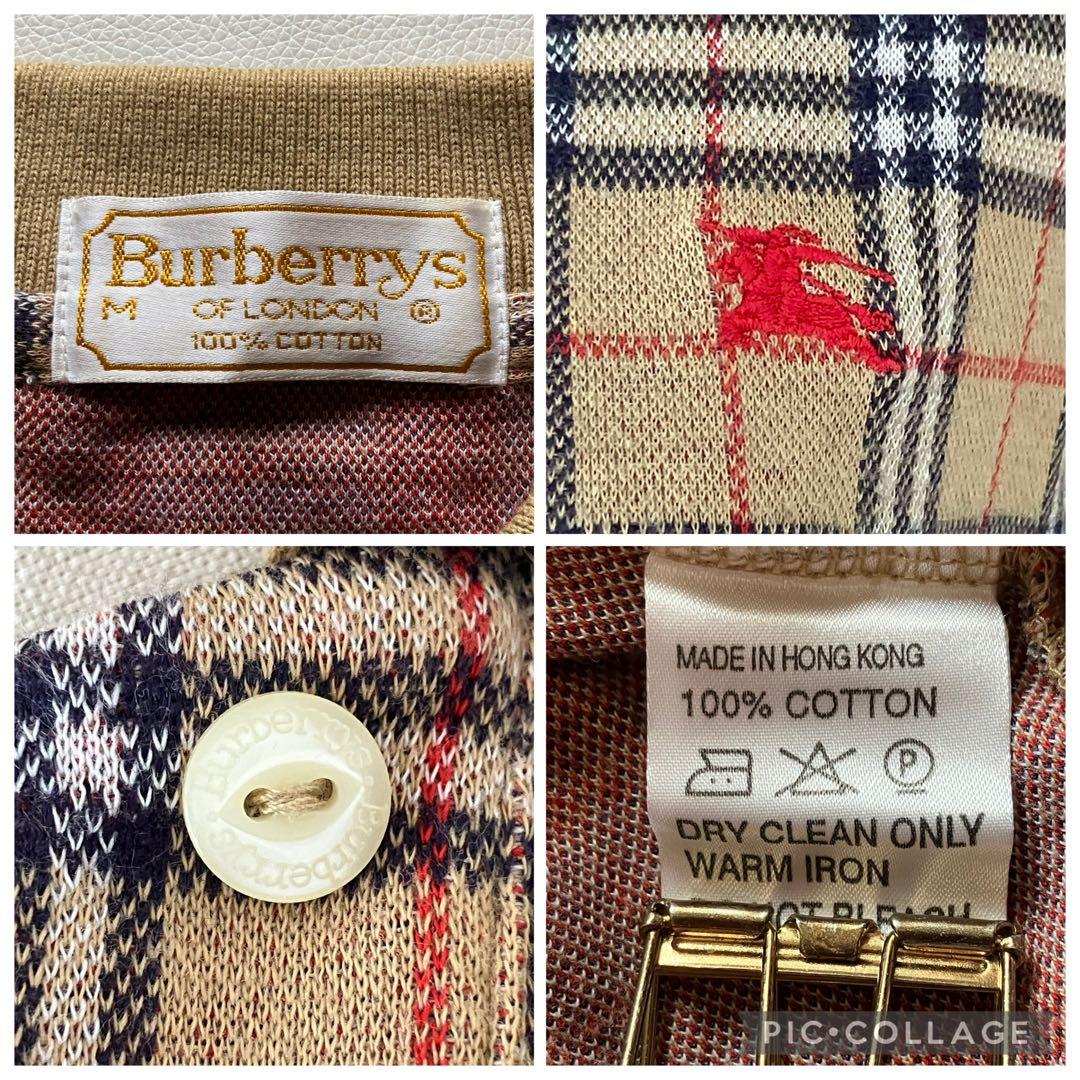 Burberrys
M OF LONDON ®
100% COTTON
Burberrys. Burberrys.
MADE IN HONG KONG
100% COTTON
P
DRY CLEAN ONLY
WARM IRON
BLEACH
PIC•COLLAGE